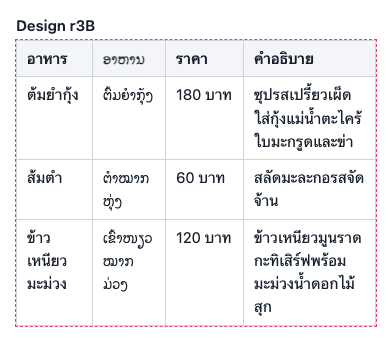 Design r3B
อาหาร
ອາຫານ
ราคา
คำอธิบาย
ต้มยำกุ้ง
ຕົ້ມຍຳກຸ້ງ
180 บาท
ซุปรสเปรี้ยวเผ็ด
ใส่กุ้งแม่น้ำตะไคร้
ใบมะกรูดและข่า
ส้มตำ
ຕຳໝາກ
ຫຸ່ງ
60 บาท
สลัดมะละกอรสจัด
จ้าน
ข้าว
เหนียว
มะม่วง
ເຂົ້າໜຽວ
ໝາກ
ມ່ວງ
120 บาท
ข้าวเหนียวมูนราด
กะทิเสิร์ฟพร้อม
มะม่วงน้ำดอกไม้
สุก